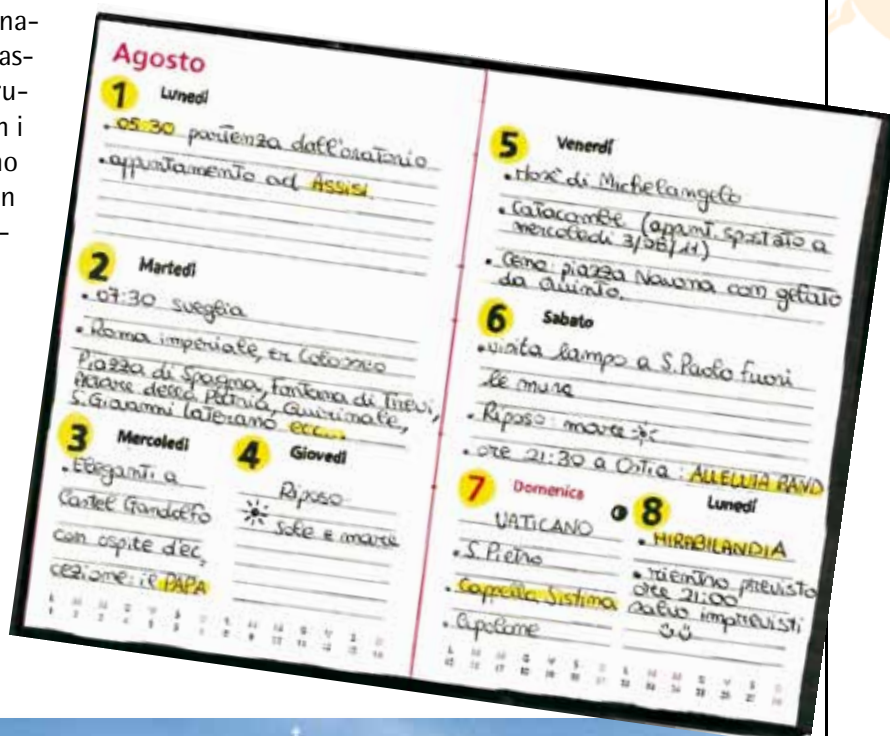 na-
as-
ru-
n i
no
n
-
Agosto
1 Lunedì
• 05:30 partenza dall'oratorio
• appuntamento ad Assisi
2 Martedì
• 07:30 sveglia
• Roma imperiale, er Colosseo
Piazza di Spagna, fontana di Trevi,
Altare della Patria, Quirinale,
S. Giovanni Laterano ecc...
3 Mercoledì
• Eleganti a
Castel Gandolfo
con ospite d'ec,
cezione: il PAPA
4 Giovedì
Riposo
Sole e mare
5 Venerdì
• Mosè di Michelangelo
• Catacombe (appunt. spostato a
mercoledì 3/08/11)
• Cena: piazza Navona con gelato
da Quinto.
6 Sabato
• visita lampo a S. Paolo fuori
le mura
• Riposo: mare
• ore 21:30 a Ostia: ALLELUIA BAND
7 Domenica
VATICANO
• S. Pietro
• Cappella Sistina
• Cupolone
8 Lunedì
• MIRABILANDIA
• rientro previsto
ore 21:00
salvo imprevisti